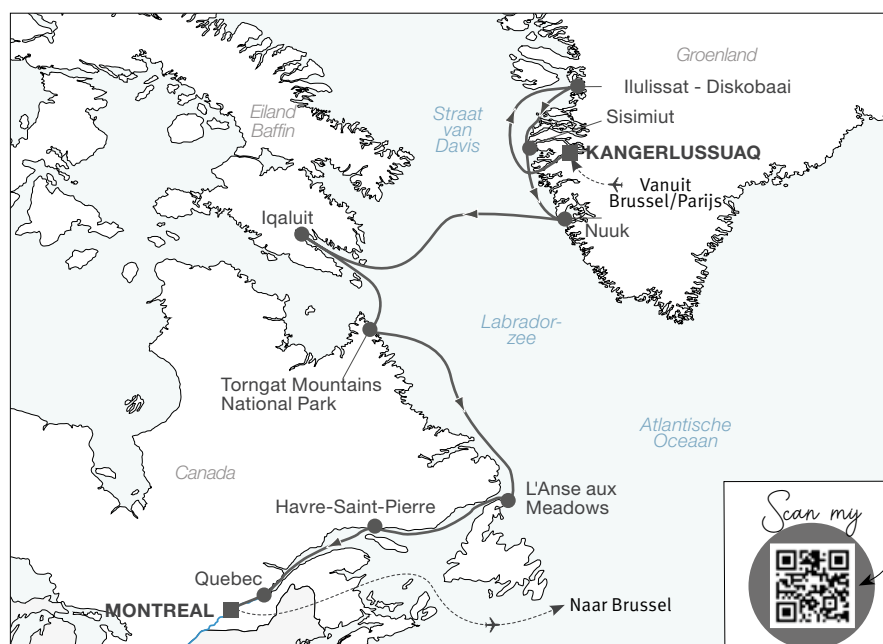 Groenland
Ilulissat - Diskobaai
Eiland
Baffin
Straat
van
Davis
Sisimiut
KANGERLUSSUAQ
Vanuit
Brussel/Parijs
Iqaluit
Nuuk
Labrador-
zee
Torngat Mountains
National Park
Atlantische
Oceaan
Canada
L'Anse aux
Meadows
Havre-Saint-Pierre
Scan my
Quebec
MONTREAL
Naar Brussel